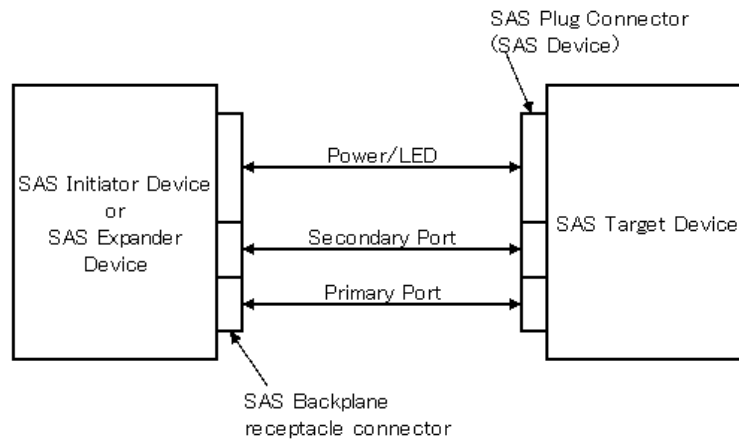 SAS Plug Connector
(SAS Device)
Power/LED
SAS Initiator Device
or
SAS Expander
Device
Secondary Port
SAS Target Device
Primary Port
SAS Backplane
receptacle connector